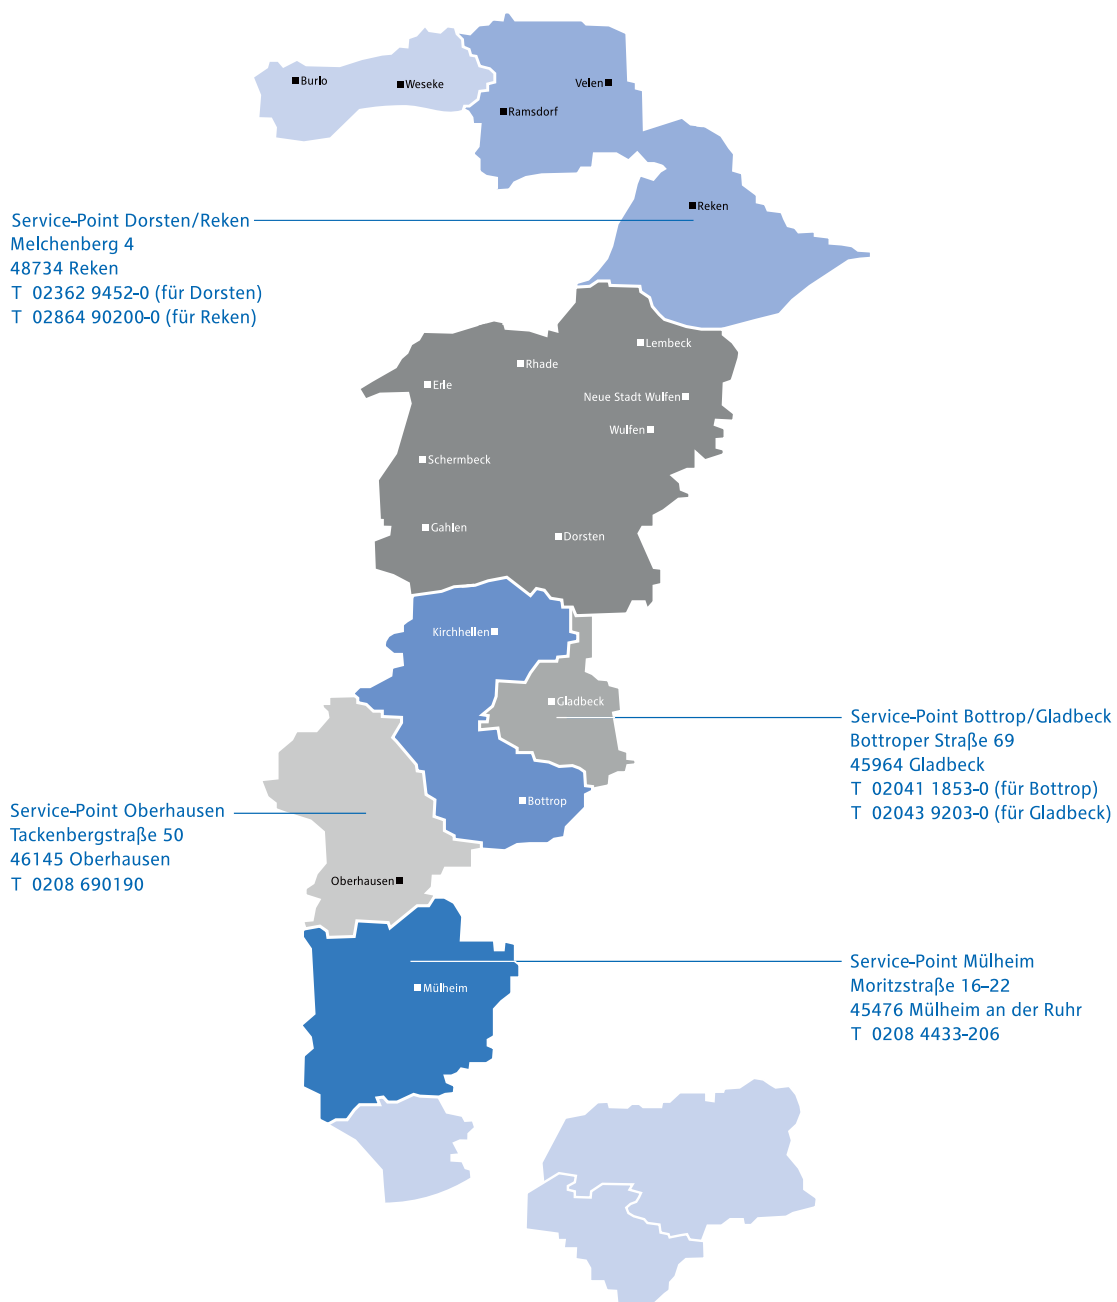 Burlo
Weseke
Velen
Ramsdorf
Reken
Service-Point Dorsten/Reken
Melchenberg 4
48734 Reken
T 02362 9452-0 (für Dorsten)
T 02864 90200-0 (für Reken)
Lembeck
Rhade
Erle
Neue Stadt Wulfen
Wulfen
Schermbeck
Gahlen
Dorsten
Kirchhellen
Gladbeck
Service-Point Bottrop/Gladbeck
Bottroper Straße 69
45964 Gladbeck
T 02041 1853-0 (für Bottrop)
T 02043 9203-0 (für Gladbeck)
Bottrop
Service-Point Oberhausen
Tackenbergstraße 50
46145 Oberhausen
T 0208 690190
Oberhausen
Service-Point Mülheim
Moritzstraße 16–22
45476 Mülheim an der Ruhr
T 0208 4433-206
Mülheim